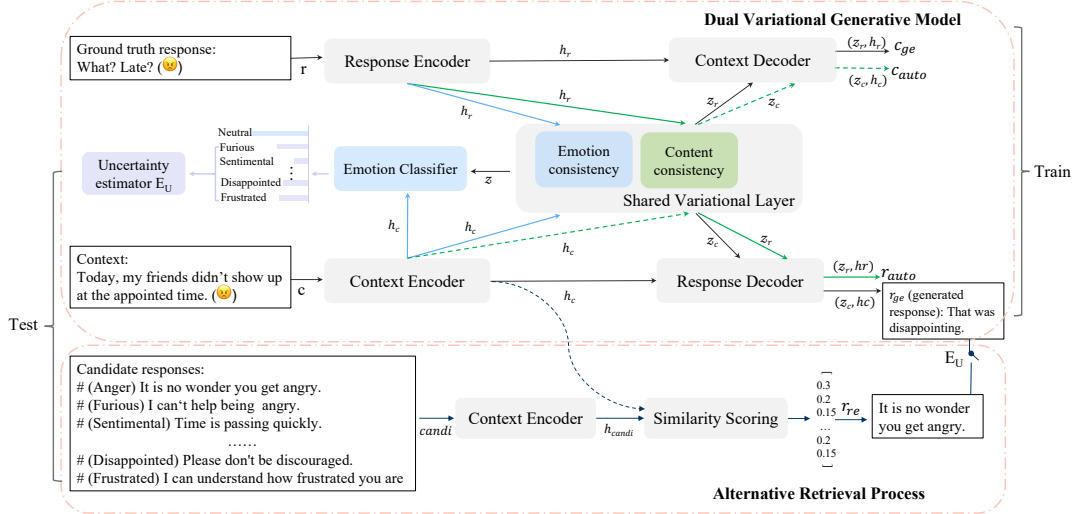 Dual Variational Generative Model
Ground truth response:
What? Late? (😠)
r
Response Encoder
h_r
Context Decoder
(z_r, h_r)
c_ge
(z_c, h_c)
c_auto
h_r
h_r
z_r
z_c
Neutral
Furious
Sentimental
⋮
Disappointed
Frustrated
Uncertainty
estimator E_U
Emotion Classifier
z
Emotion
consistency
Content
consistency
Shared Variational Layer
Train
h_c
h_c
h_c
z_c
z_r
Context:
Today, my friends didn't show up
at the appointed time. (😠)
c
Context Encoder
h_c
Response Decoder
(z_r, hr)
r_auto
(z_c, hc)
r_ge (generated
response): That was
disappointing.
Test
E_U
Candidate responses:
# (Anger) It is no wonder you get angry.
# (Furious) I can't help being angry.
# (Sentimental) Time is passing quickly.
……
# (Disappointed) Please don't be discouraged.
# (Frustrated) I can understand how frustrated you are
candi
Context Encoder
h_candi
Similarity Scoring
[
0.3
0.2
0.15
...
0.2
0.15
]
r_re
It is no wonder
you get angry.
Alternative Retrieval Process